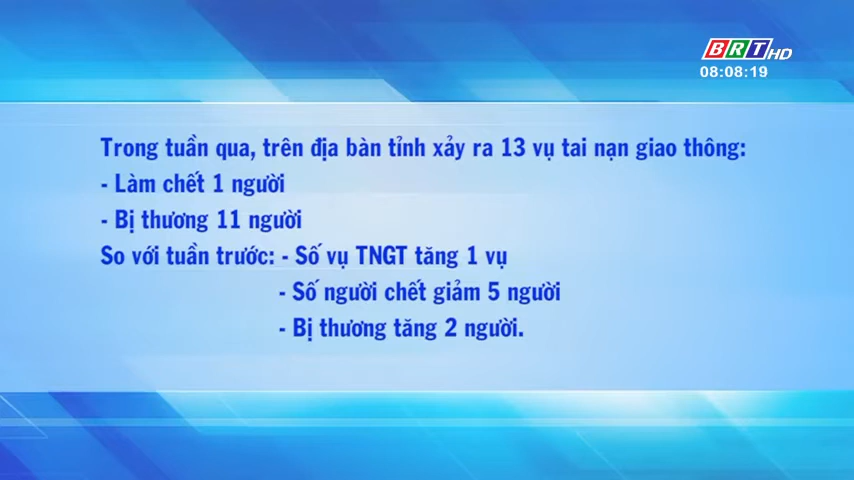 BRT HD
08:08:19
Trong tuần qua, trên địa bàn tỉnh xảy ra 13 vụ tai nạn giao thông:
- Làm chết 1 người
- Bị thương 11 người
So với tuần trước: - Số vụ TNGT tăng 1 vụ
- Số người chết giảm 5 người
- Bị thương tăng 2 người.